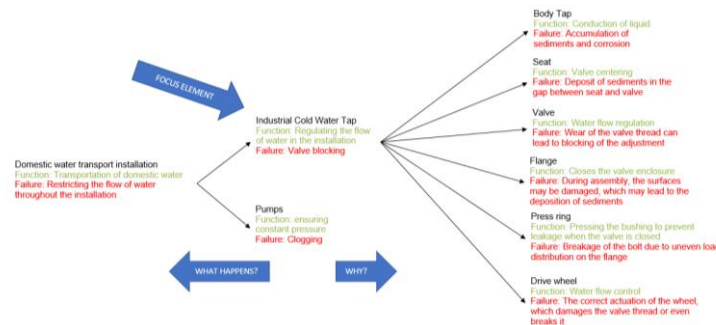 FOCUS ELEMENT?
Domestic water transport installation
Function: Transportation of domestic water
Failure: Restricting the flow of water
throughout the installation
Industrial Cold Water Tap
Function: Regulating the flow
of water in the installation
Failure: Valve blocking
Pumps
Function: ensuring
constant pressure
Failure: Clogging
WHAT HAPPENS?
WHY?
Body Tap
Function: Conduction of liquid
Failure: Accumulation of
sediments and corrosion
Seat
Function: Valve centering
Failure: Deposit of sediments in the
gap between seat and valve
Valve
Function: Water flow regulation
Failure: Wear of the valve thread can
lead to blocking of the adjustment
Flange
Function: Closes the valve enclosure
Failure: During assembly, the surfaces
may be damaged, which may lead to the
deposition of sediments
Press ring
Function: Pressing the bushing to prevent
leakage when the valve is closed
Failure: Breakage of the bolt due to uneven load
distribution on the flange
Drive wheel
Function: Water flow control
Failure: The correct actuation of the wheel,
which damages the valve thread or even
breaks it